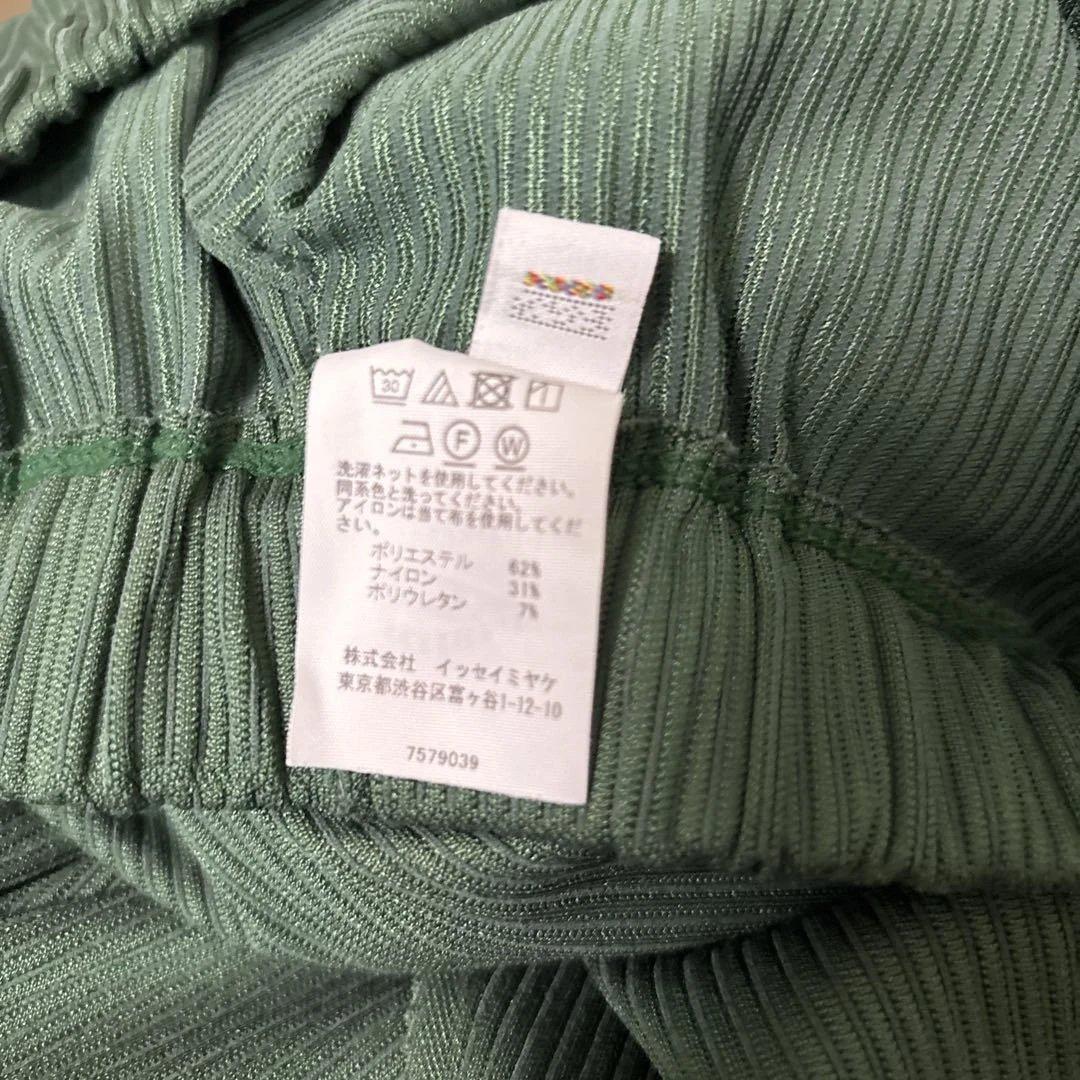 30
F W
洗濯ネットを使用してください。
同系色と洗ってください。
アイロンは当て布を使用してくだ
さい。
ポリエステル 62%
ナイロン 31%
ポリウレタン 7%
株式会社 イッセイミヤケ
東京都渋谷区富ヶ谷1-12-10
7579039